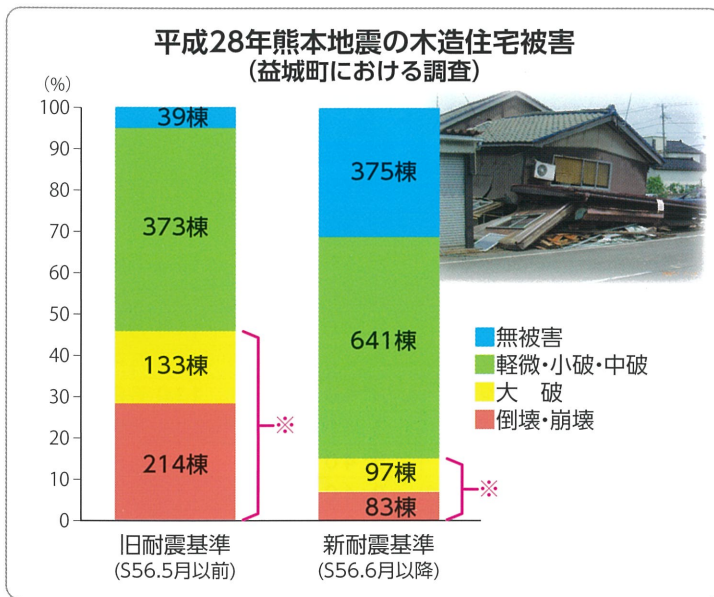 平成28年熊本地震の木造住宅被害
(益城町における調査)
(%)
100
90
80
70
60
50
40
30
20
10
0
39棟
373棟
133棟
214棟
※
375棟
641棟
97棟
83棟
※
無被害
軽微・小破・中破
大　破
倒壊・崩壊
旧耐震基準
(S56.5月以前)
新耐震基準
(S56.6月以降)